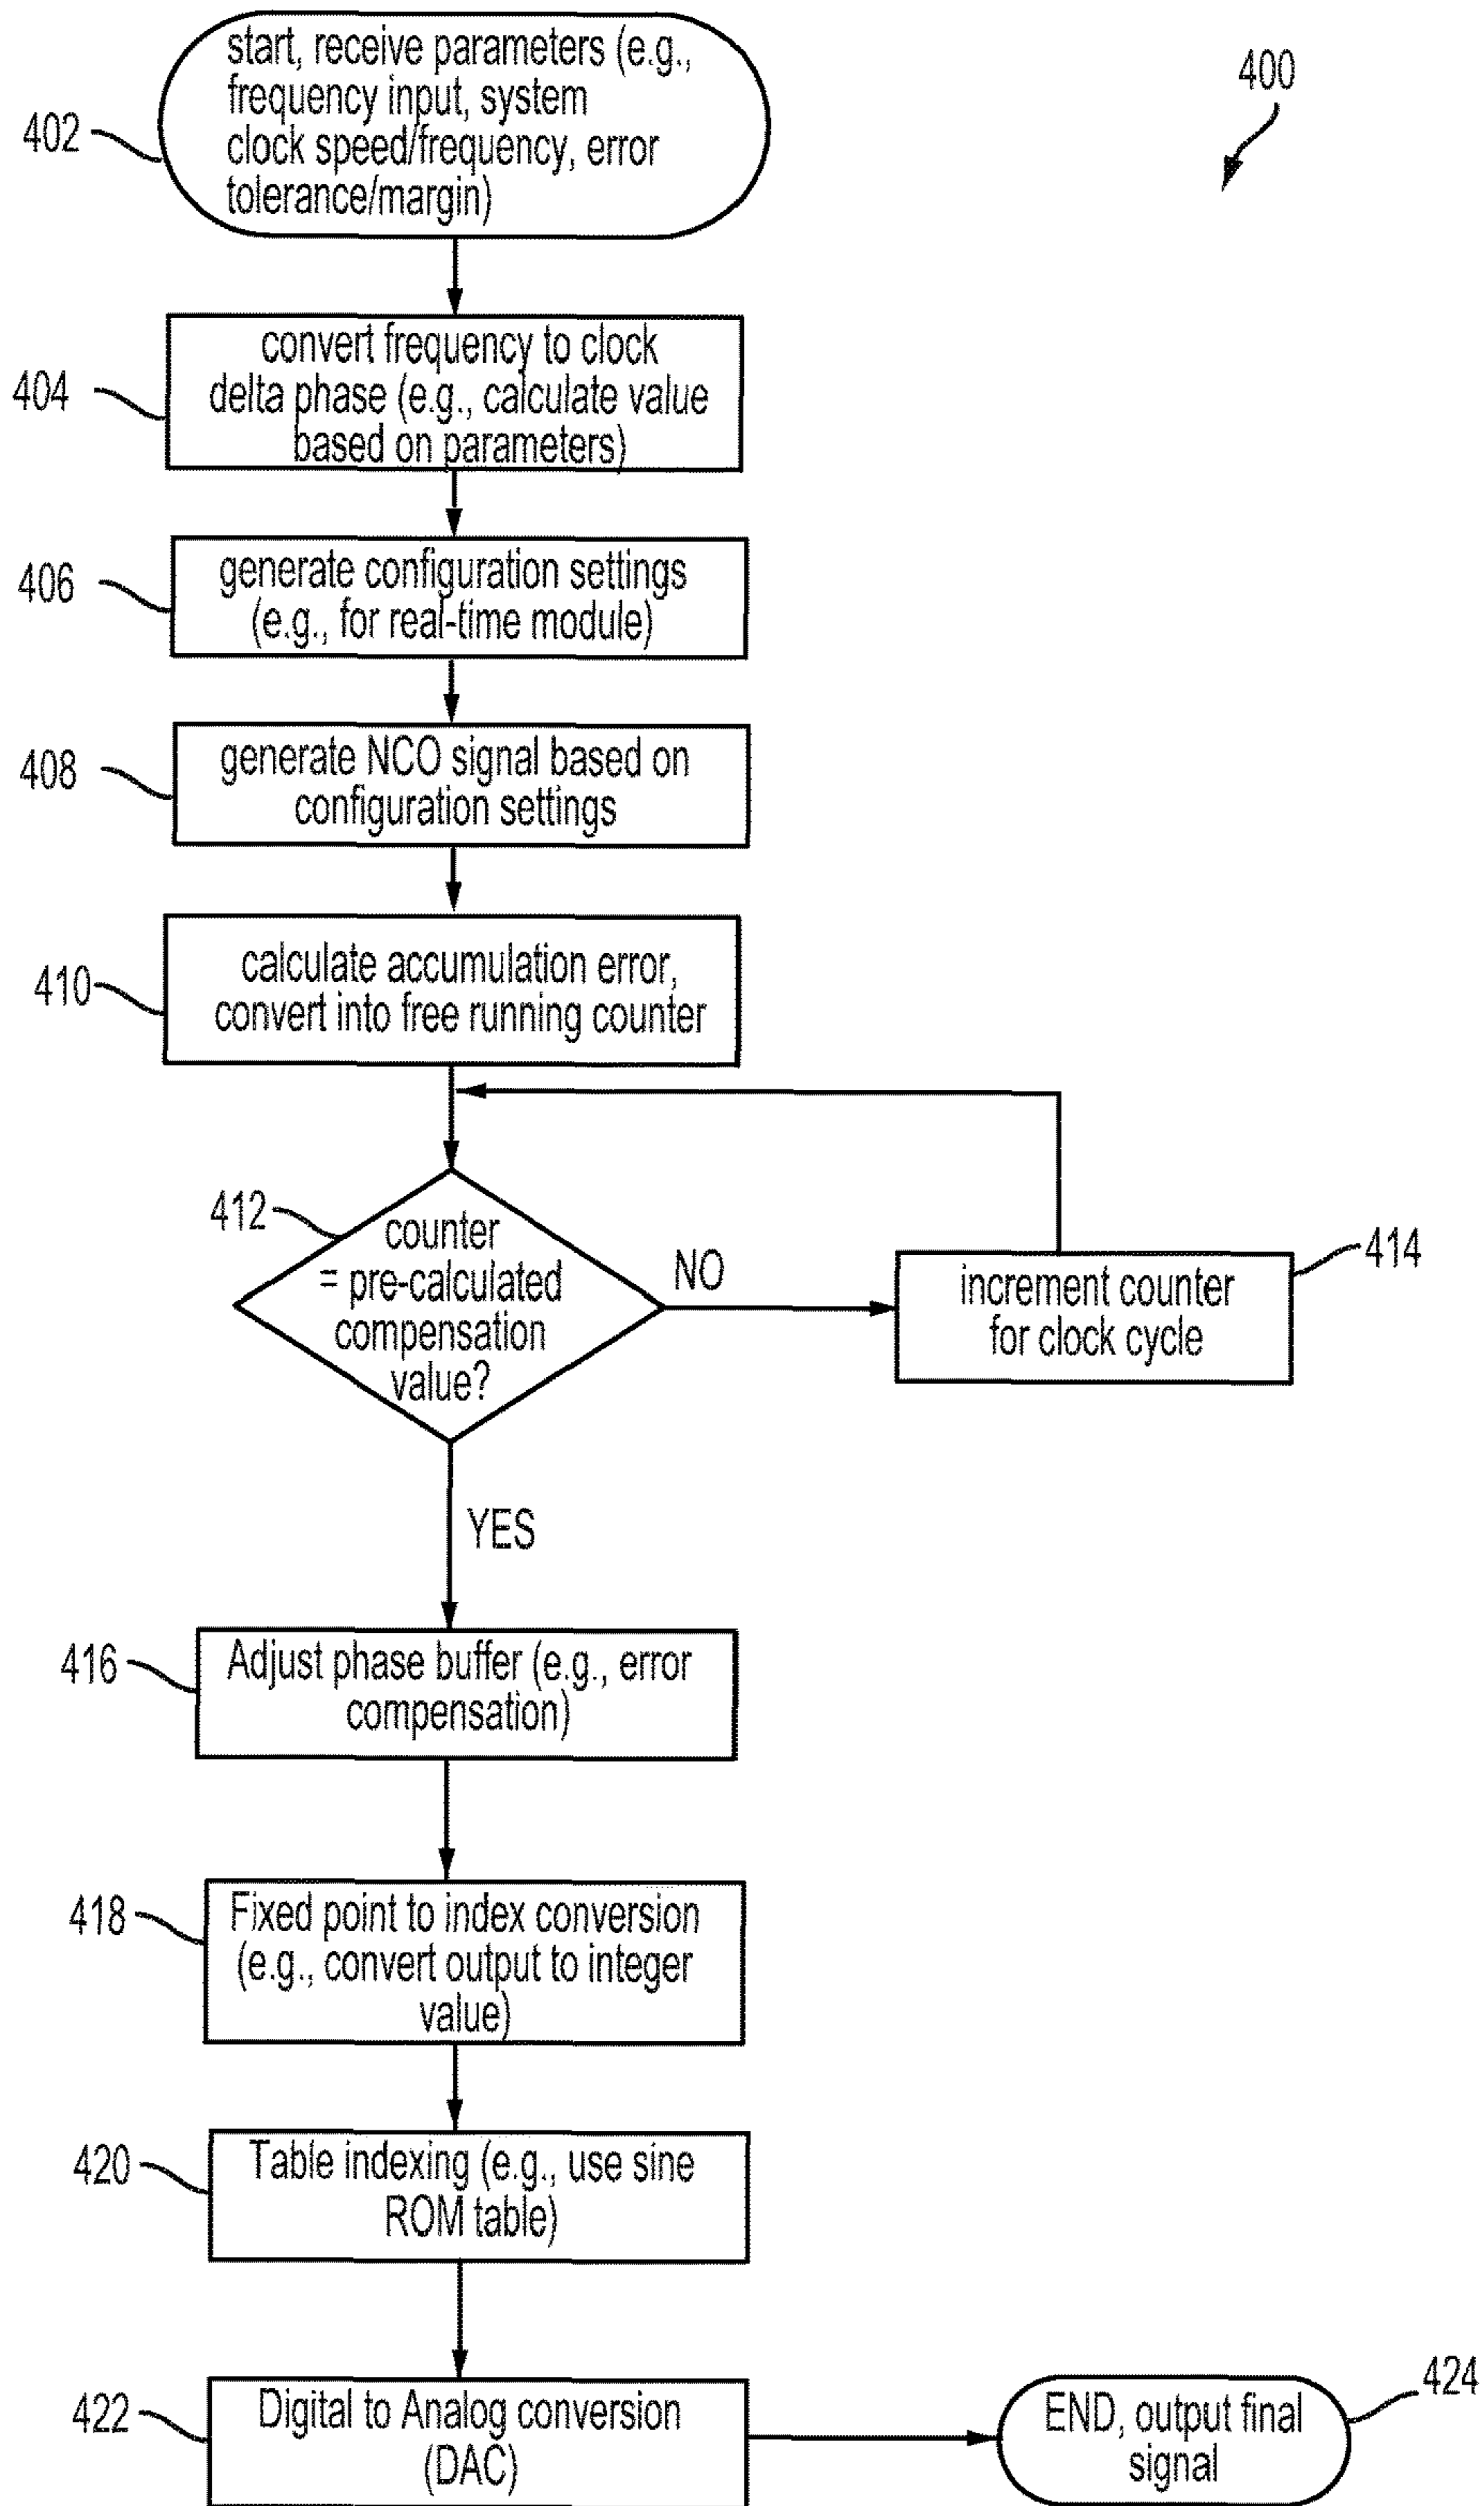 start, receive parameters (e.g.,
frequency input, system
clock speed/frequency, error
tolerance/margin)
400
402
convert frequency to clock
delta phase (e.g., calculate value
based on parameters)
404
generate configuration settings
(e.g., for real-time module)
406
generate NCO signal based on
configuration settings
408
calculate accumulation error,
convert into free running counter
410
412
counter
= pre-calculated
compensation
value?
NO
increment counter
for clock cycle
414
YES
416
Adjust phase buffer (e.g., error
compensation)
418
Fixed point to index conversion
(e.g., convert output to integer
value)
420
Table indexing (e.g., use sine
ROM table)
422
Digital to Analog conversion
(DAC)
END, output final
signal
424